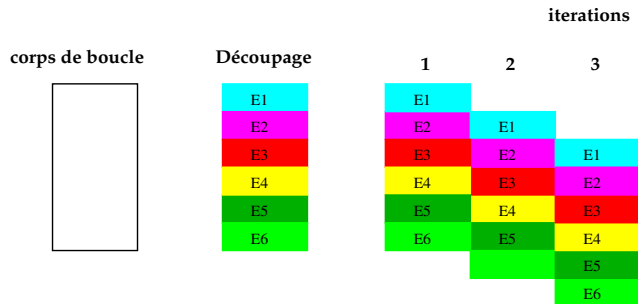 iterations
corps de boucle Découpage 1 2 3
E1 E1
E2 E2 E1
E3 E3 E2 E1
E4 E4 E3 E2
E5 E5 E4 E3
E6 E6 E5 E4
E5
E6